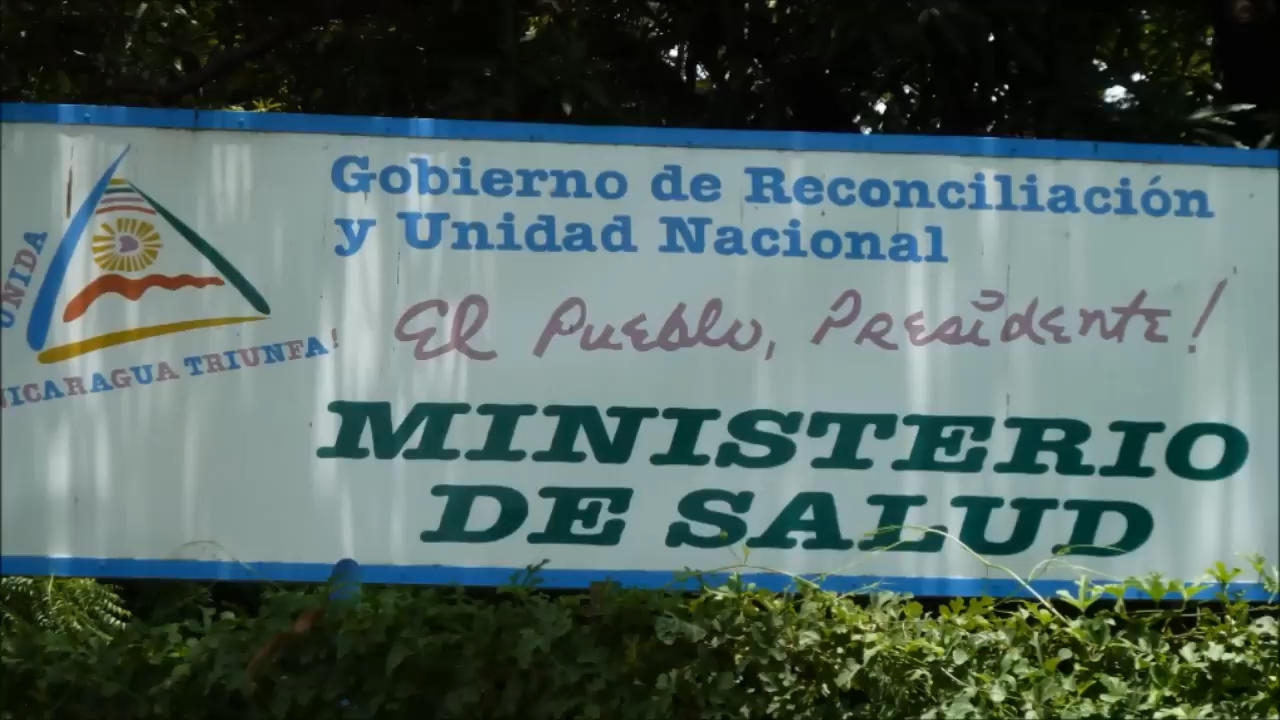 UNIDA
NICARAGUA TRIUNFA!
Gobierno de Reconciliación
y Unidad Nacional
El Pueblo, Presidente!
MINISTERIO
DE SALUD